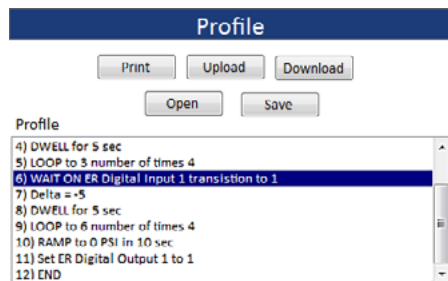 Profile
Print Upload Download
Open Save
Profile
4) DWELL for 5 sec
5) LOOP to 3 number of times 4
6) WAIT ON ER Digital Input 1 transistion to 1
7) Delta = -5
8) DWELL for 5 sec
9) LOOP to 6 number of times 4
10) RAMP to 0 PSI in 10 sec
11) Set ER Digital Output 1 to 1
12) END